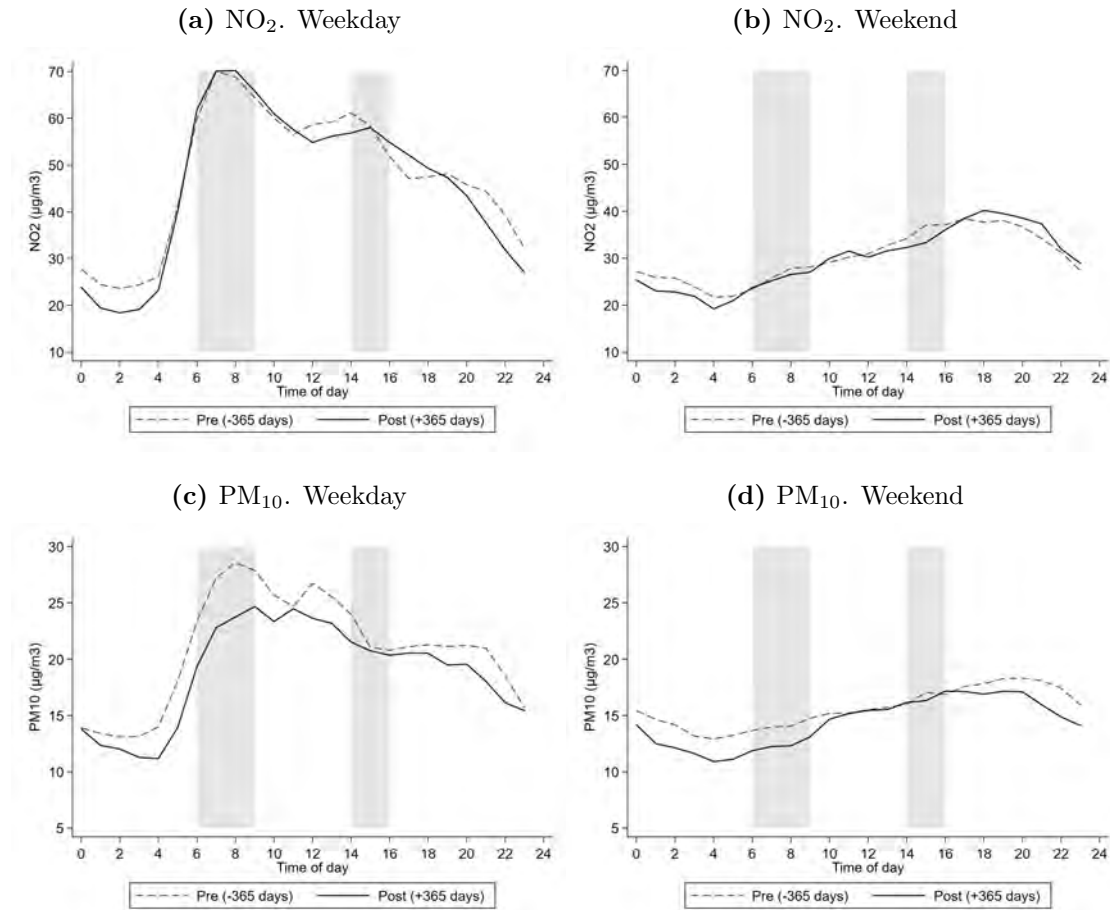 (a) NO₂. Weekday
70
60
50
40
30
20
10
NO2 (µg/m3)
0 2 4 6 8 10 12 14 16 18 20 22 24
Time of day
Pre (-365 days) Post (+365 days)
(b) NO₂. Weekend
70
60
50
40
30
20
10
NO2 (µg/m3)
0 2 4 6 8 10 12 14 16 18 20 22 24
Time of day
Pre (-365 days) Post (+365 days)
(c) PM₁₀. Weekday
30
25
20
15
10
5
PM10 (µg/m3)
0 2 4 6 8 10 12 14 16 18 20 22 24
Time of day
Pre (-365 days) Post (+365 days)
(d) PM₁₀. Weekend
30
25
20
15
10
5
PM10 (µg/m3)
0 2 4 6 8 10 12 14 16 18 20 22 24
Time of day
Pre (-365 days) Post (+365 days)